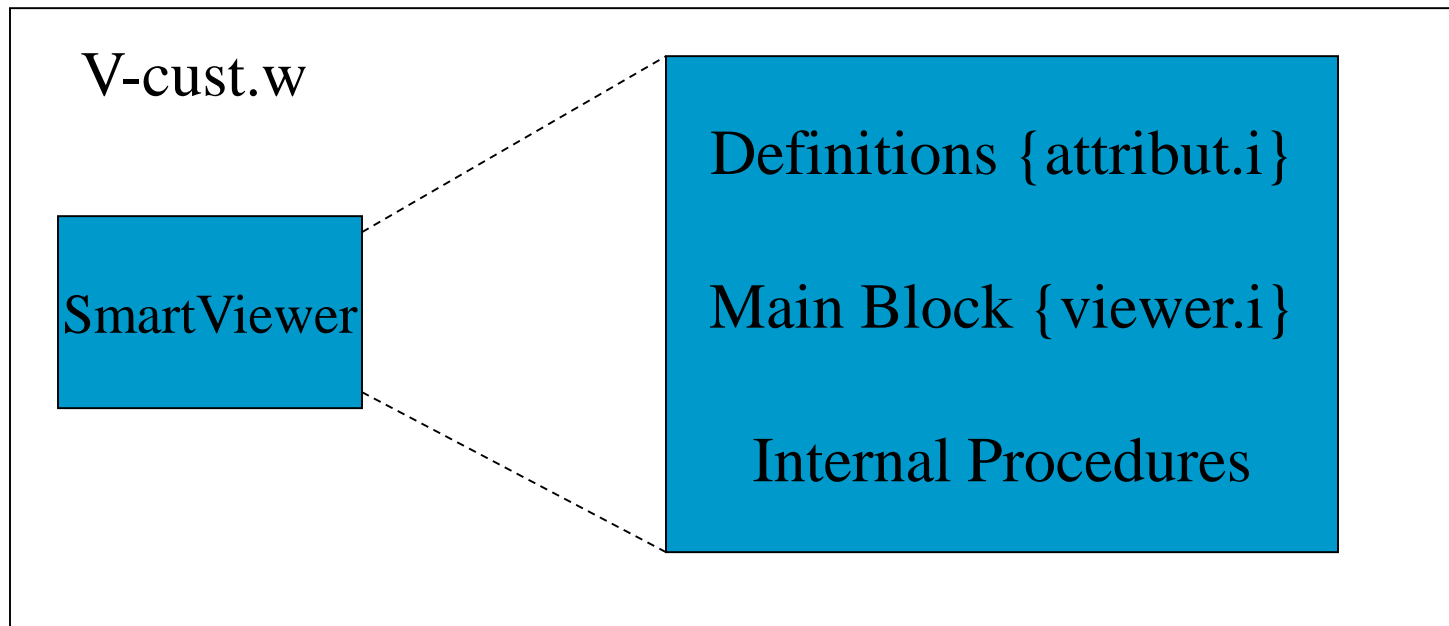 V-cust.w
SmartViewer
Definitions {attribut.i}
Main Block {viewer.i}
Internal Procedures